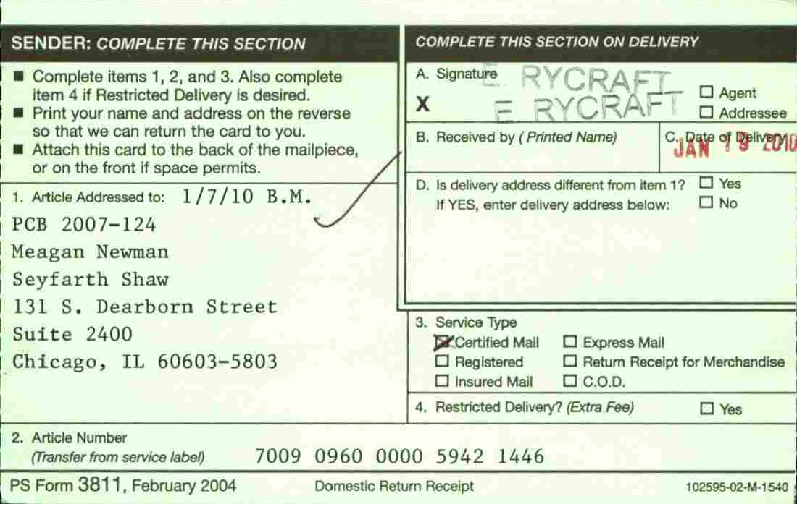 SENDER: COMPLETE THIS SECTION
■ Complete items 1, 2, and 3. Also complete
item 4 if Restricted Delivery is desired.
■ Print your name and address on the reverse
so that we can return the card to you.
■ Attach this card to the back of the mailpiece,
or on the front if space permits.
1. Article Addressed to: 1/7/10 B.M.
PCB 2007-124
Meagan Newman
Seyfarth Shaw
131 S. Dearborn Street
Suite 2400
Chicago, IL 60603-5803
2. Article Number
(Transfer from service label) 7009 0960 0000 5942 1446
COMPLETE THIS SECTION ON DELIVERY
A. Signature
E RYCRAFT
X E RYCRAFT
☐ Agent
☐ Addressee
B. Received by (Printed Name)
C. Date of Delivery
JAN 2010
D. Is delivery address different from item 1? ☐ Yes
If YES, enter delivery address below: ☐ No
3. Service Type
☒ Certified Mail ☐ Express Mail
☐ Registered ☐ Return Receipt for Merchandise
☐ Insured Mail ☐ C.O.D.
4. Restricted Delivery? (Extra Fee) ☐ Yes
PS Form 3811, February 2004 Domestic Return Receipt 102595-02-M-1540